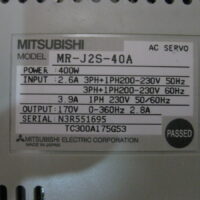 MITSUBISHI
AC SERVO
MODEL MR-J2S-40A
POWER : 400W
INPUT : 2.6A 3PH+1PH200-230V 50Hz
3PH+1PH200-230V 60Hz
3.9A 1PH 230V 50/60Hz
OUTPUT : 170V 0-360Hz 2.8A
SERIAL : N3R551695
TC300A175G53
PASSED
MITSUBISHI ELECTRIC CORPORATION
MADE IN JAPAN